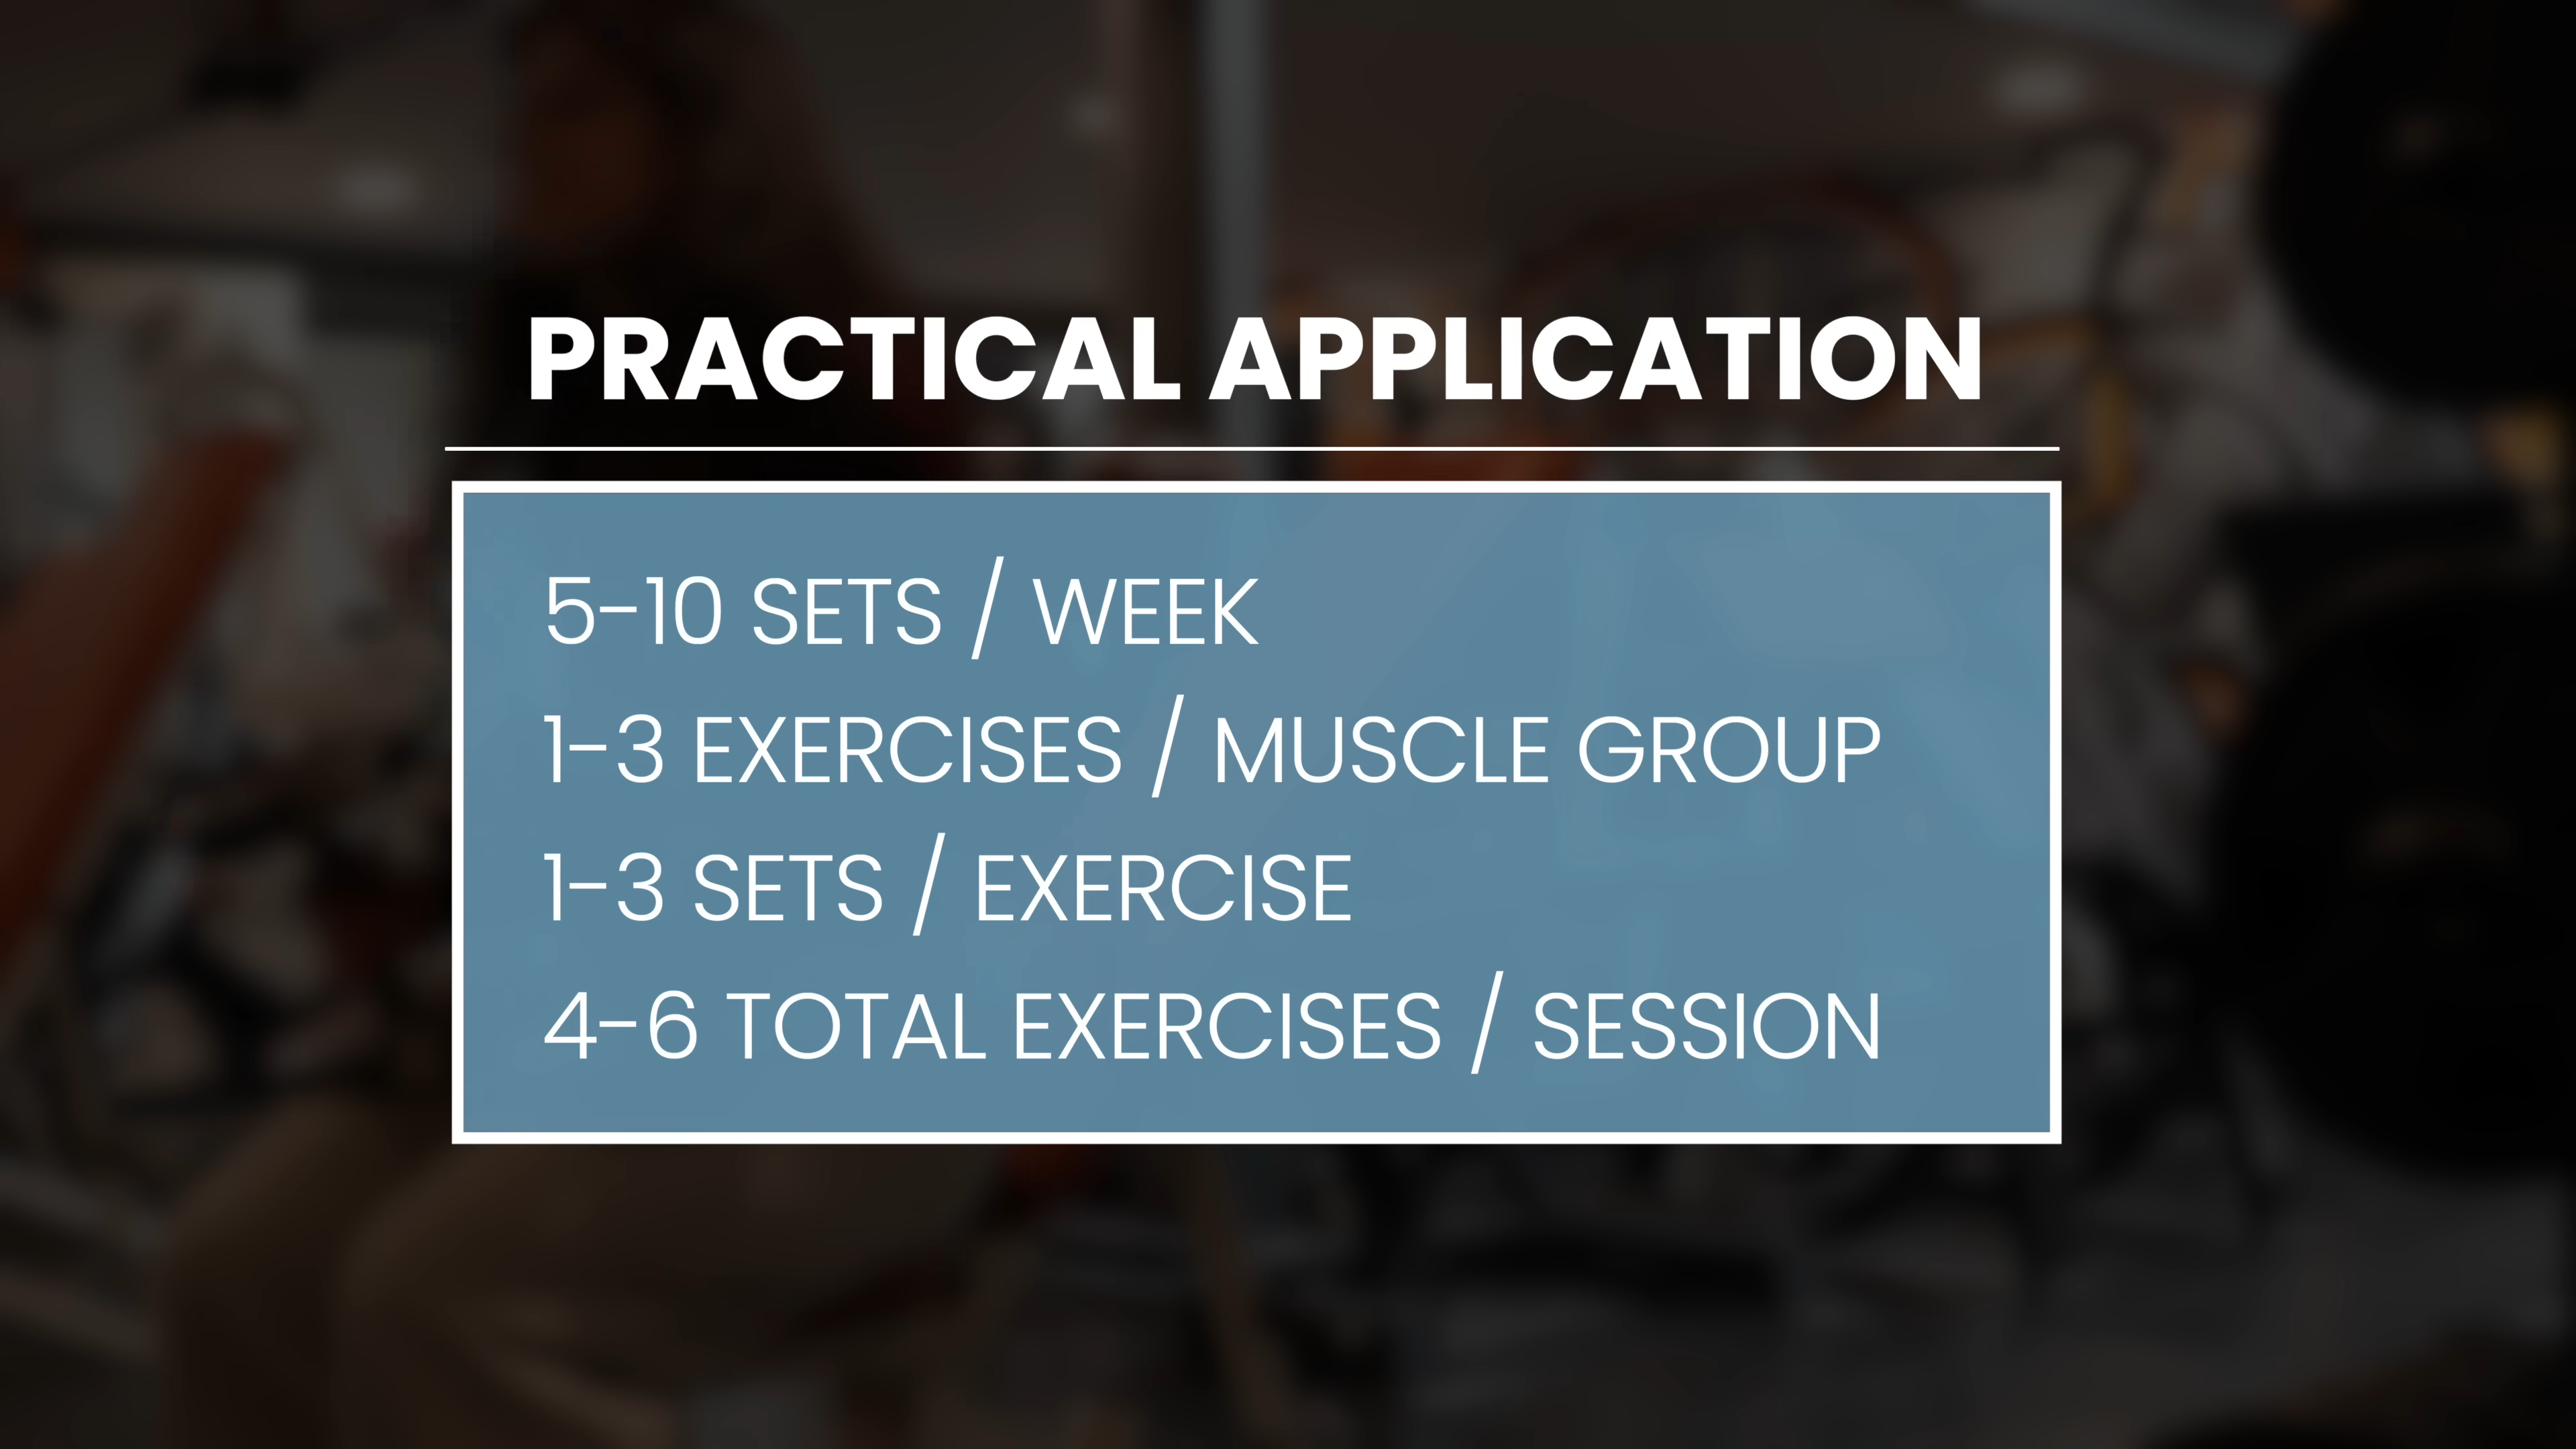 PRACTICAL APPLICATION
5-10 SETS / WEEK
1-3 EXERCISES / MUSCLE GROUP
1-3 SETS / EXERCISE
4-6 TOTAL EXERCISES / SESSION